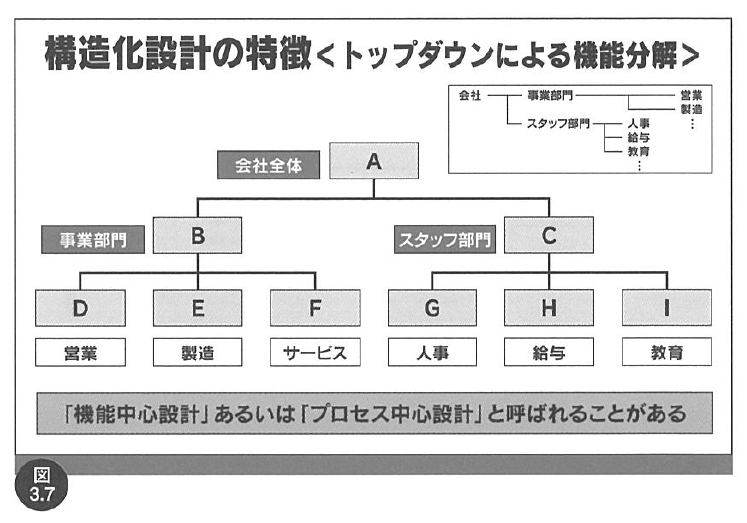 構造化設計の特徴<トップダウンによる機能分解>
会社 事業部門 営業
製造
スタッフ部門 人事 ⋮
給与
教育
⋮
会社全体 A
事業部門 B スタッフ部門 C
D E F G H I
営業 製造 サービス 人事 給与 教育
「機能中心設計」あるいは「プロセス中心設計」と呼ばれることがある
図
3.7